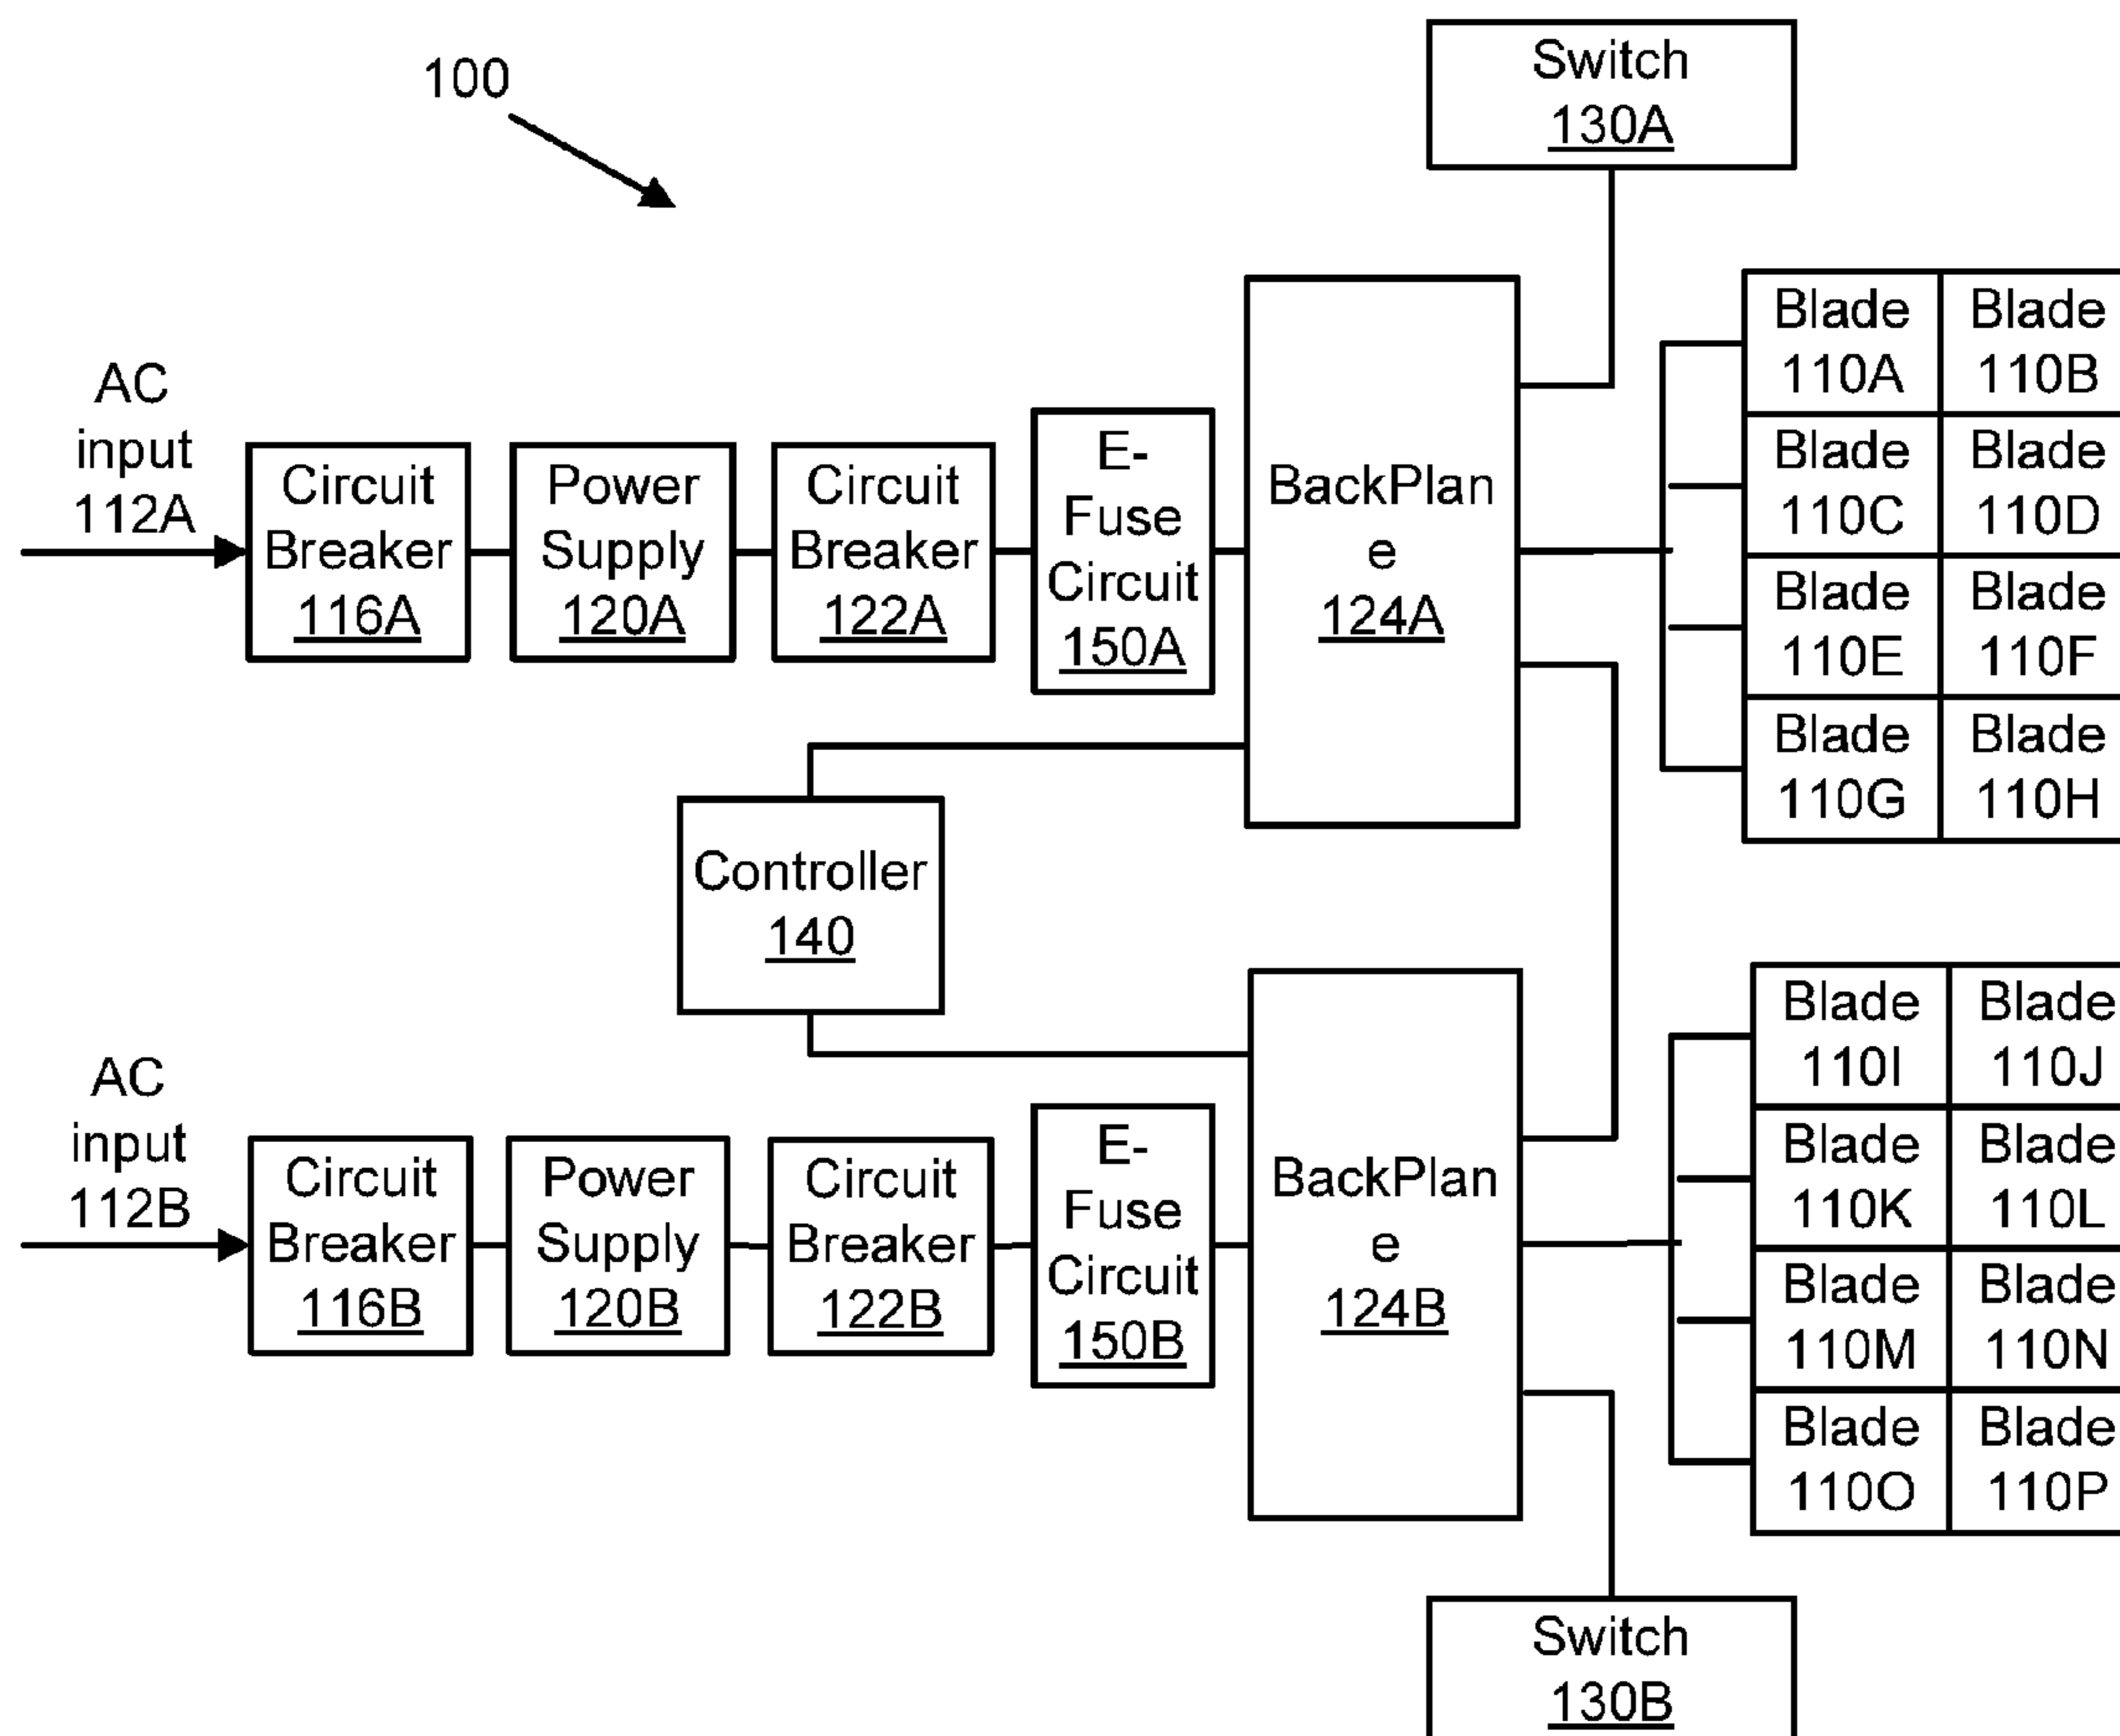 100
Switch
130A
AC
input
112A
Circuit
Breaker
116A
Power
Supply
120A
Circuit
Breaker
122A
E-
Fuse
Circuit
150A
BackPlan
e
124A
Blade
110A
Blade
110B
Blade
110C
Blade
110D
Blade
110E
Blade
110F
Blade
110G
Blade
110H
Controller
140
AC
input
112B
Circuit
Breaker
116B
Power
Supply
120B
Circuit
Breaker
122B
E-
Fuse
Circuit
150B
BackPlan
e
124B
Blade
110I
Blade
110J
Blade
110K
Blade
110L
Blade
110M
Blade
110N
Blade
110O
Blade
110P
Switch
130B